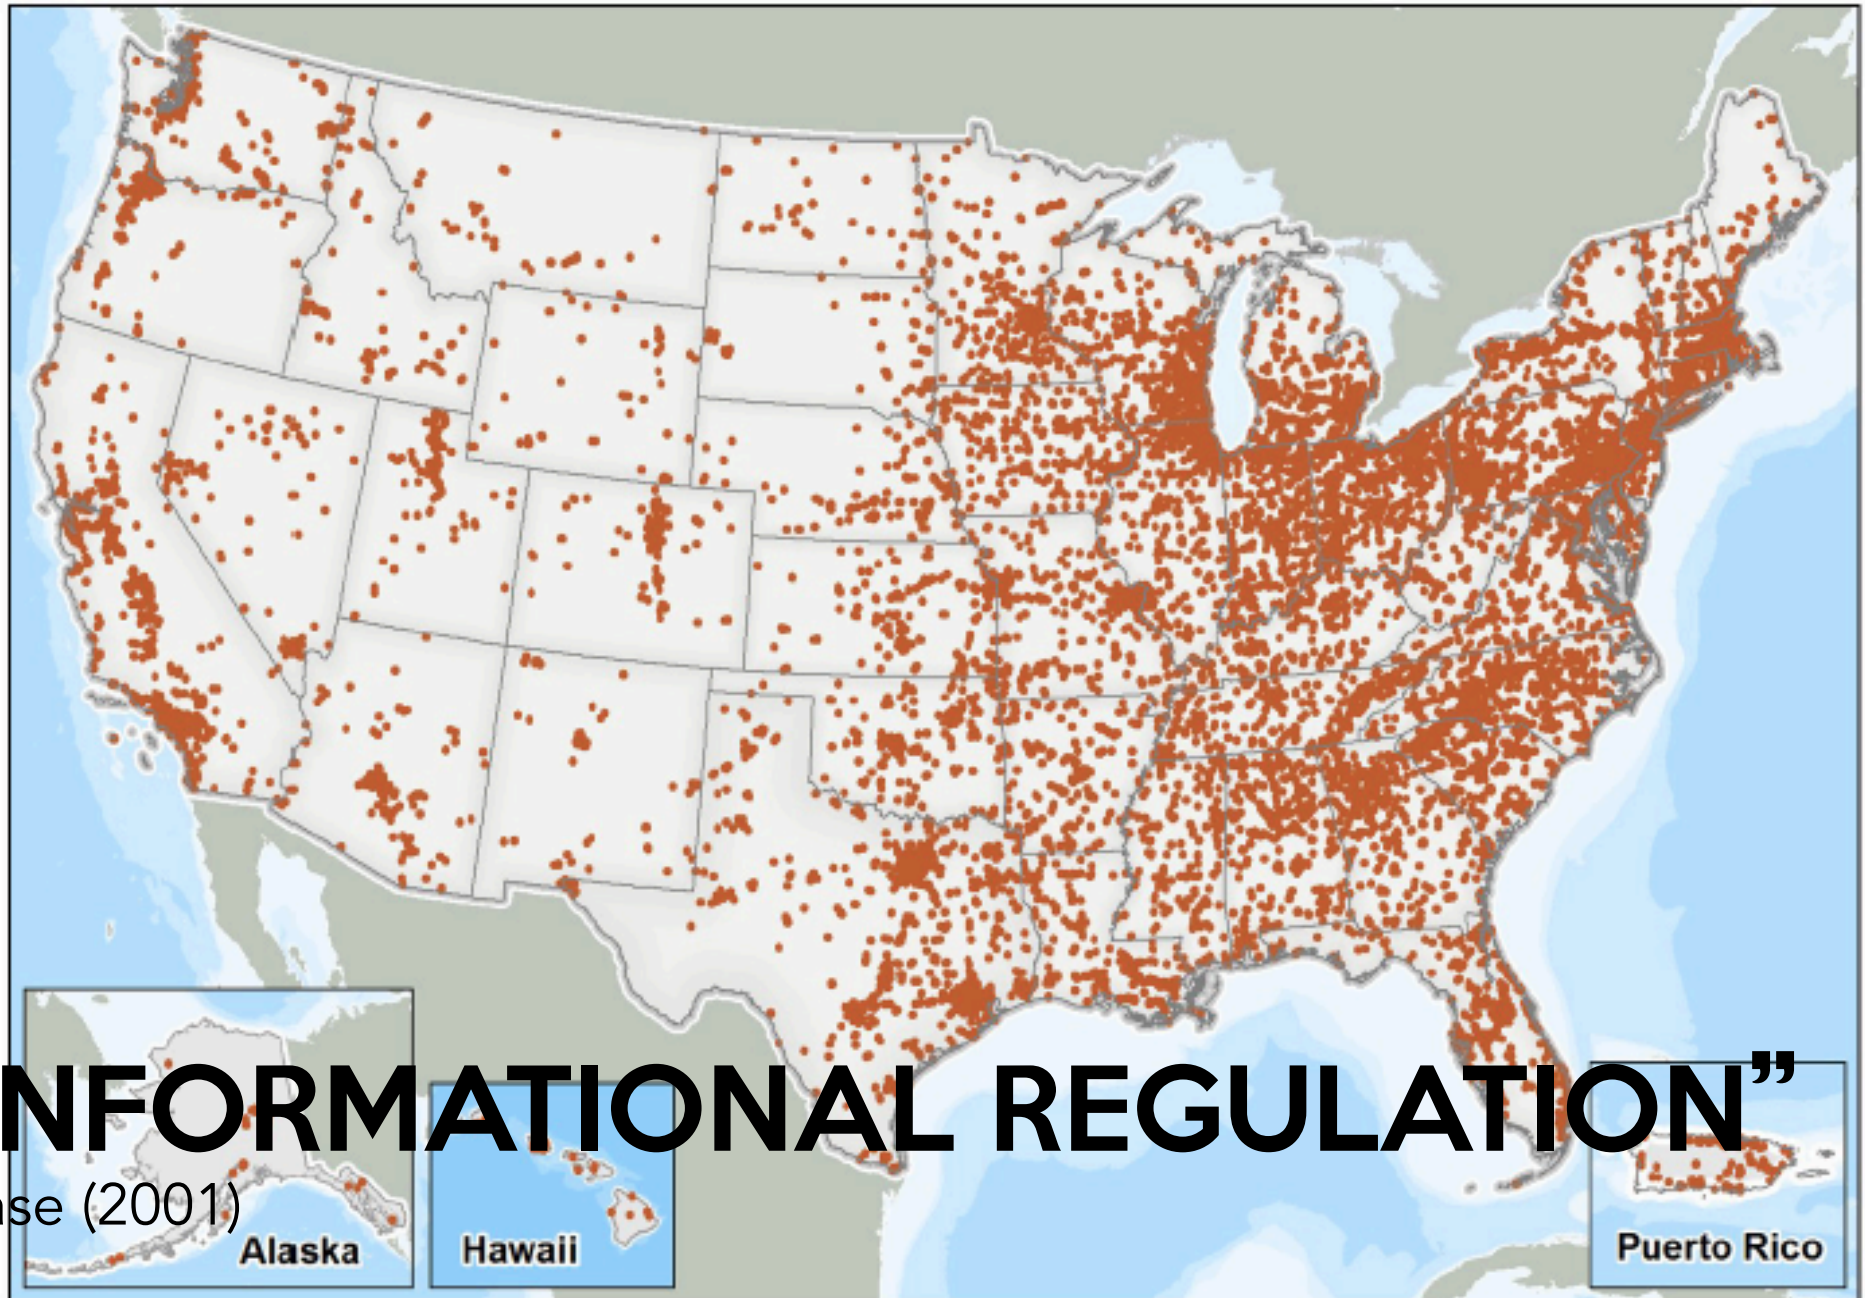 NFORMATIONAL REGULATION”
se (2001)
Alaska
Hawaii
Puerto Rico